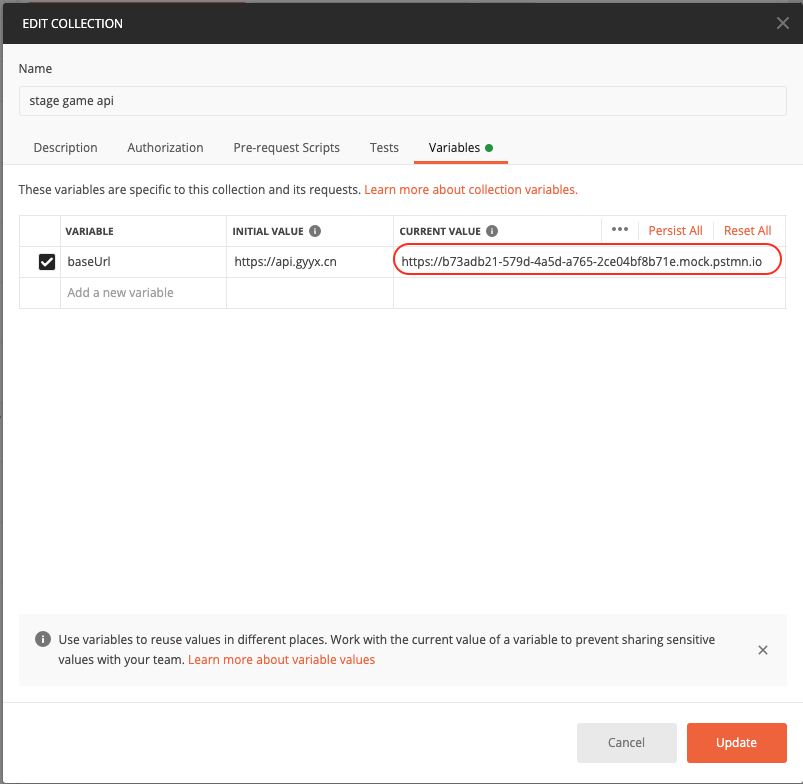 EDIT COLLECTION
Name
stage game api
Description Authorization Pre-request Scripts Tests Variables
These variables are specific to this collection and its requests. Learn more about collection variables.
VARIABLE INITIAL VALUE CURRENT VALUE ••• Persist All Reset All
baseUrl https://api.gyyx.cn https://b73adb21-579d-4a5d-a765-2ce04bf8b71e.mock.pstmn.io
Add a new variable
Use variables to reuse values in different places. Work with the current value of a variable to prevent sharing sensitive
values with your team. Learn more about variable values
Cancel Update